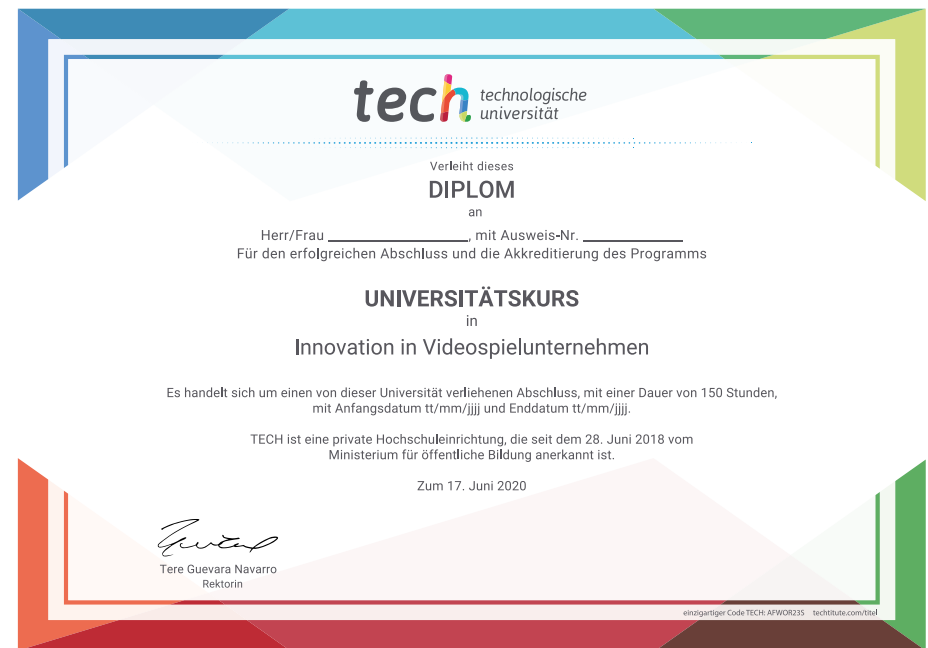 tech technologische
universität
Verleiht dieses
DIPLOM
an
Herr/Frau ____________________, mit Ausweis-Nr. ______________
Für den erfolgreichen Abschluss und die Akkreditierung des Programms
UNIVERSITÄTSKURS
in
Innovation in Videospielunternehmen
Es handelt sich um einen von dieser Universität verliehenen Abschluss, mit einer Dauer von 150 Stunden,
mit Anfangsdatum tt/mm/jjjj und Enddatum tt/mm/jjjj.
TECH ist eine private Hochschuleinrichtung, die seit dem 28. Juni 2018 vom
Ministerium für öffentliche Bildung anerkannt ist.
Zum 17. Juni 2020
Tere Guevara Navarro
Rektorin
einzigartiger Code TECH: AFWOR235 techtitute.com/titel